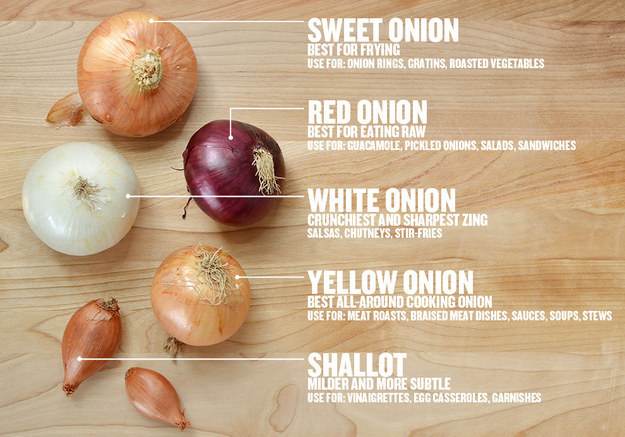 SWEET ONION
BEST FOR FRYING
USE FOR: ONION RINGS, GRATINS, ROASTED VEGETABLES
RED ONION
BEST FOR EATING RAW
USE FOR: GUACAMOLE, PICKLED ONIONS, SALADS, SANDWICHES
WHITE ONION
CRUNCHIEST AND SHARPEST ZING
SALSAS, CHUTNEYS, STIR-FRIES
YELLOW ONION
BEST ALL-AROUND COOKING ONION
USE FOR: MEAT ROASTS, BRAISED MEAT DISHES, SAUCES, SOUPS, STEWS
SHALLOT
MILDER AND MORE SUBTLE
USE FOR: VINAIGRETTES, EGG CASSEROLES, GARNISHES